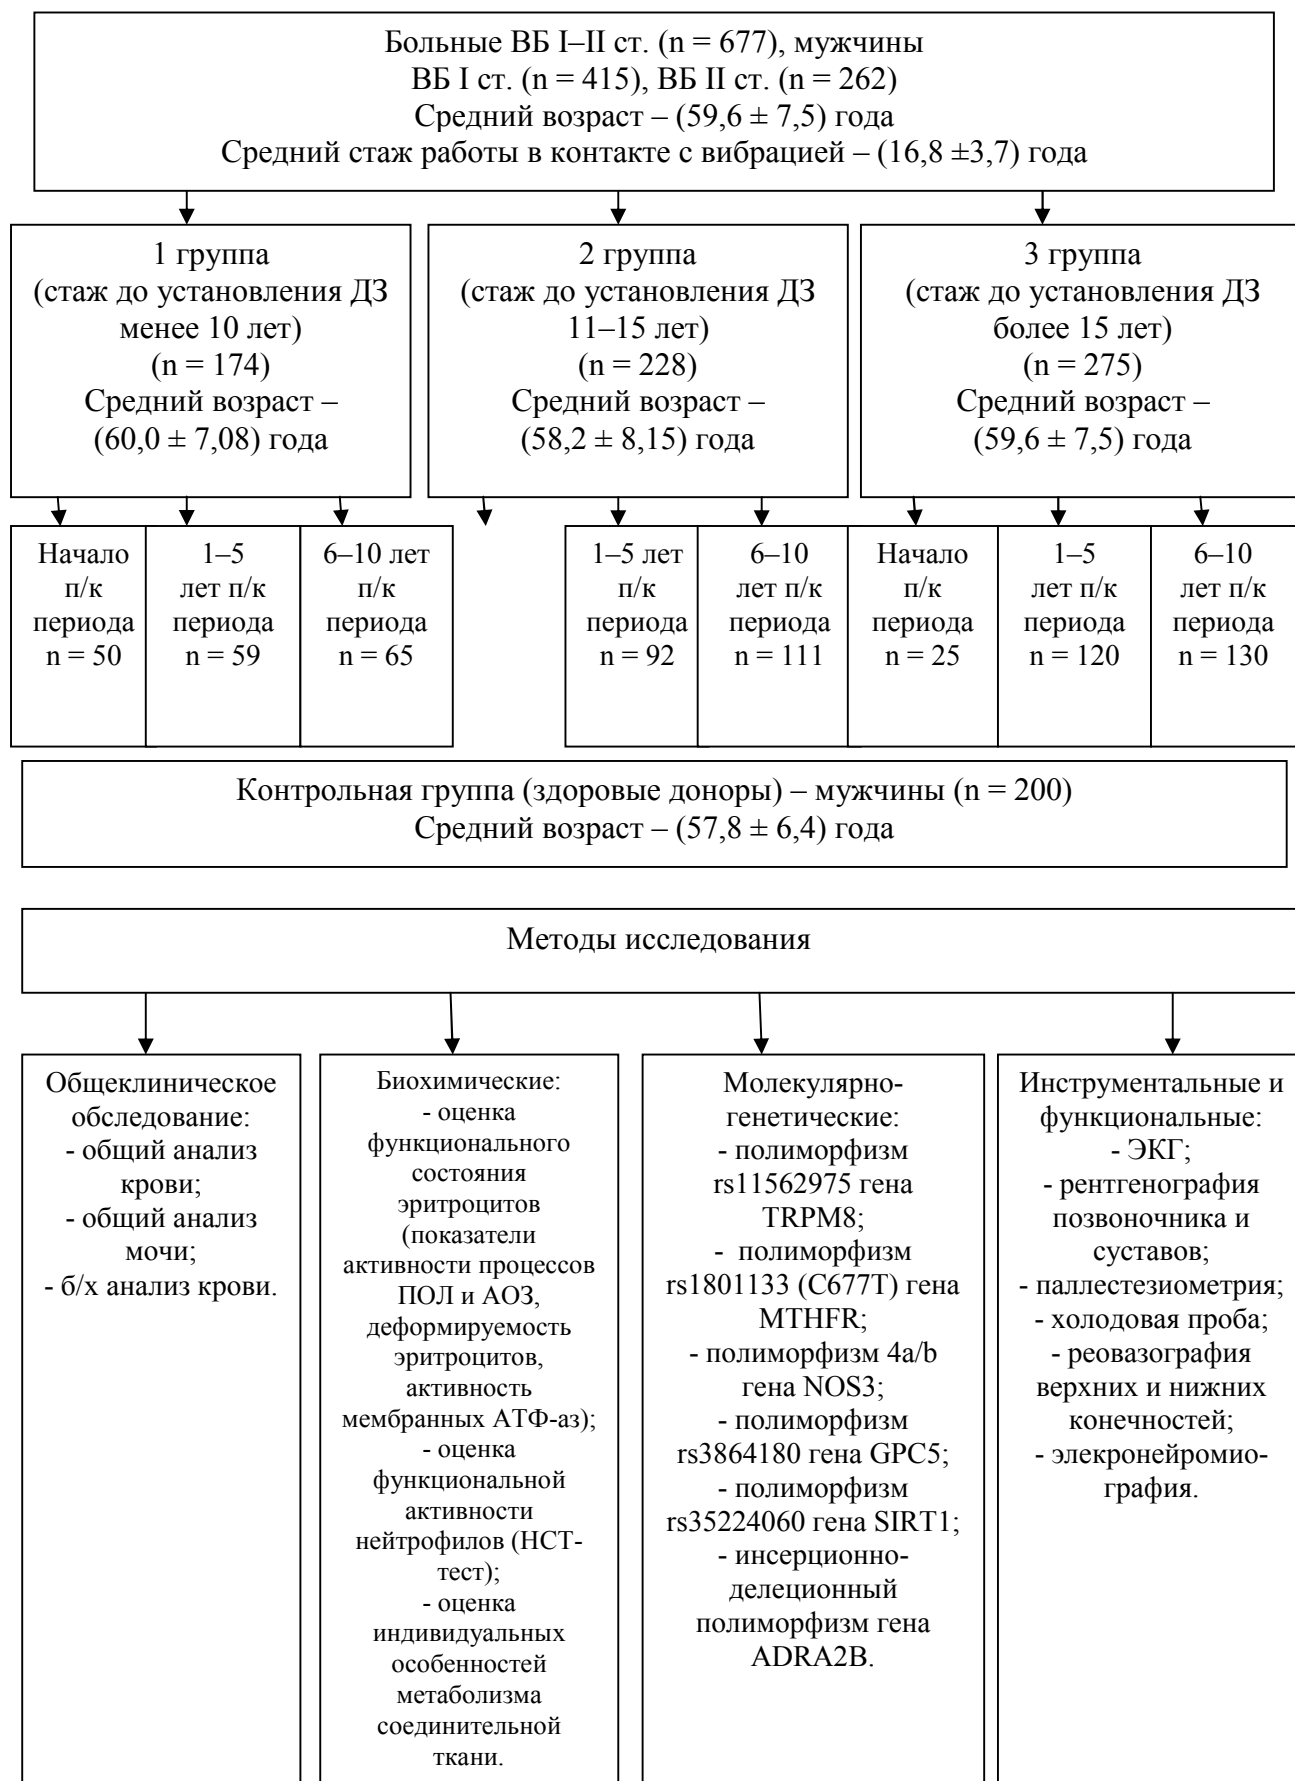 Больные ВБ I–II ст. (n = 677), мужчины
ВБ I ст. (n = 415), ВБ II ст. (n = 262)
Средний возраст – (59,6 ± 7,5) года
Средний стаж работы в контакте с вибрацией – (16,8 ±3,7) года
1 группа
(стаж до установления ДЗ
менее 10 лет)
(n = 174)
Средний возраст –
(60,0 ± 7,08) года
2 группа
(стаж до установления ДЗ
11–15 лет)
(n = 228)
Средний возраст –
(58,2 ± 8,15) года
3 группа
(стаж до установления ДЗ
более 15 лет)
(n = 275)
Средний возраст –
(59,6 ± 7,5) года
Начало
п/к
периода
n = 50
1–5
лет п/к
периода
n = 59
6–10 лет
п/к
периода
n = 65
1–5 лет
п/к
периода
n = 92
6–10
лет п/к
периода
n = 111
Начало
п/к
периода
n = 25
1–5
лет п/к
периода
n = 120
6–10
лет п/к
периода
n = 130
Контрольная группа (здоровые доноры) – мужчины (n = 200)
Средний возраст – (57,8 ± 6,4) года
Методы исследования
Общеклиническое
обследование:
- общий анализ
крови;
- общий анализ
мочи;
- б/х анализ крови.
Биохимические:
- оценка
функционального
состояния
эритроцитов
(показатели
активности процессов
ПОЛ и АОЗ,
деформируемость
эритроцитов,
активность
мембранных АТФ-аз);
- оценка
функциональной
активности
нейтрофилов (НСТ-
тест);
- оценка
индивидуальных
особенностей
метаболизма
соединительной
ткани.
Молекулярно-
генетические:
- полиморфизм
rs11562975 гена
TRPM8;
- полиморфизм
rs1801133 (C677T) гена
MTHFR;
- полиморфизм 4a/b
гена NOS3;
- полиморфизм
rs3864180 гена GPC5;
- полиморфизм
rs35224060 гена SIRT1;
- инсерционно-
делеционный
полиморфизм гена
ADRA2B.
Инструментальные и
функциональные:
- ЭКГ;
- рентгенография
позвоночника и
суставов;
- паллестезиометрия;
- холодовая проба;
- реовазография
верхних и нижних
конечностей;
- элекронейромио-
графия.